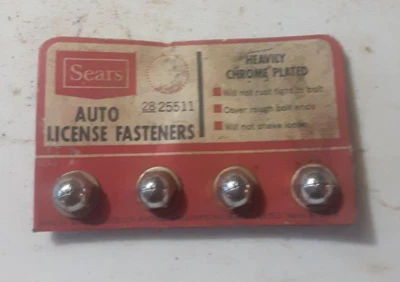 Sears
28 25511
AUTO
LICENSE FASTENERS
HEAVILY
CHROME PLATED
Will not rust tight to bolt
Cover rough bolt ends
Will not shake loose